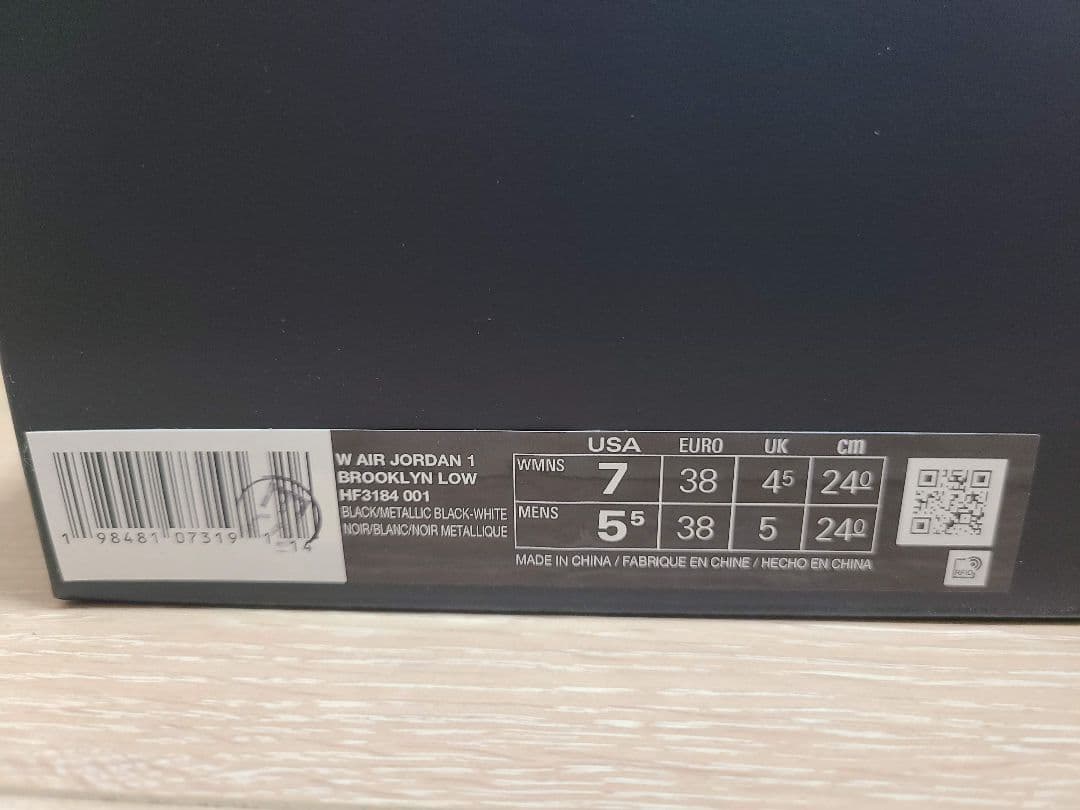 1 98481 07319 1 -14
W AIR JORDAN 1
BROOKLYN LOW
HF3184 001
BLACK/METALLIC BLACK-WHITE
NOIR/BLANC/NOIR METALLIQUE
USA EURO UK cm
WMNS 7 38 45 240
MENS 55 38 5 240
MADE IN CHINA / FABRIQUE EN CHINE / HECHO EN CHINA
RFID